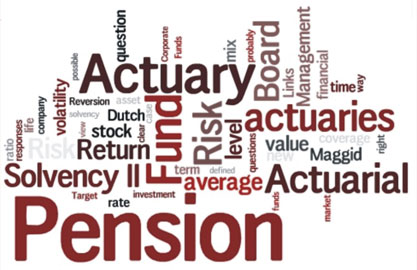 question
possible
Corporate
Funds
mix
probably
Board
Links
Management
financial
Actuary
volatility
Reversion
asset
case
Fund
Risk
level
time
way
responses
life
company
solvency
Dutch
view
stock
clear
actuaries
ratio
Risk
Return
questions
value
new
coverage
Maggid
right
Solvency II
term
defined
average
Actuarial
Target
rate
investment
funds
market
Pension